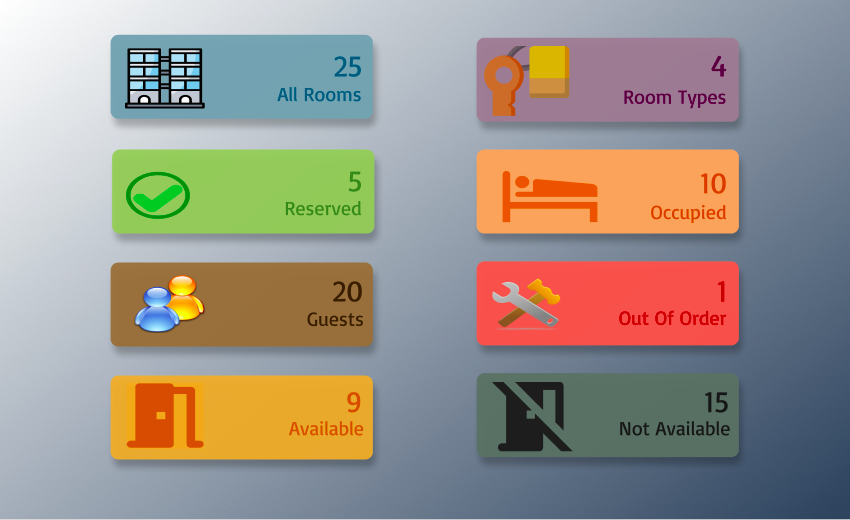 25
All Rooms
4
Room Types
5
Reserved
10
Occupied
20
Guests
1
Out Of Order
9
Available
15
Not Available